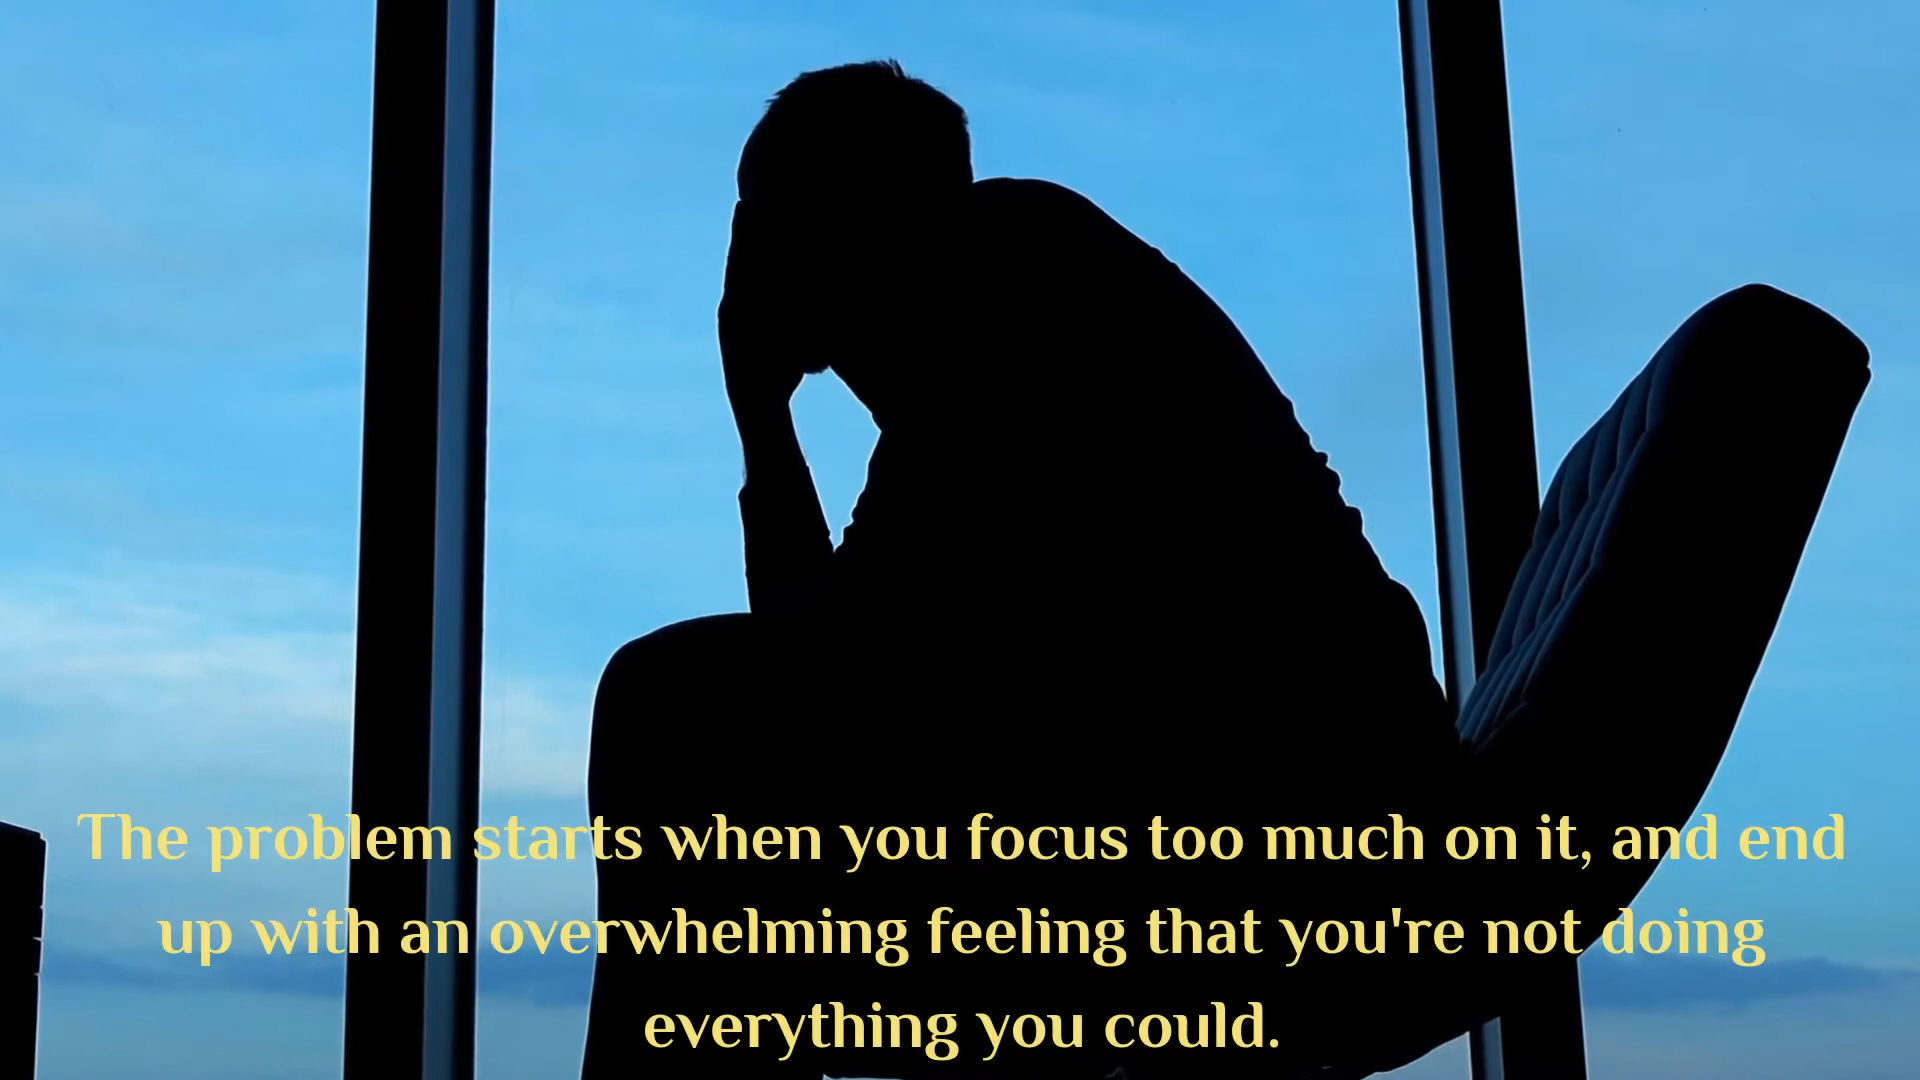 The problem starts when you focus too much on it, and end
up with an overwhelming feeling that you're not doing
everything you could.